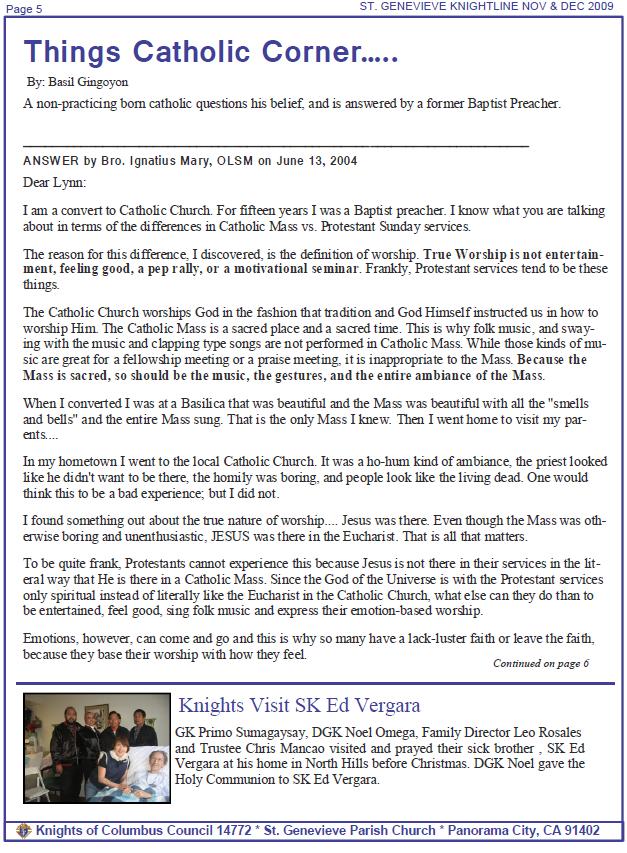 Page 5
ST. GENEVIEVE KNIGHTLINE NOV & DEC 2009
Things Catholic Corner.....
By: Basil Gingoyon
A non-practicing born catholic questions his belief, and is answered by a former Baptist Preacher.
ANSWER by Bro. Ignatius Mary, OLSM on June 13, 2004
Dear Lynn:
I am a convert to Catholic Church. For fifteen years I was a Baptist preacher. I know what you are talking
about in terms of the differences in Catholic Mass vs. Protestant Sunday services.
The reason for this difference, I discovered, is the definition of worship. True Worship is not entertain-
ment, feeling good, a pep rally, or a motivational seminar. Frankly, Protestant services tend to be these
things.
The Catholic Church worships God in the fashion that tradition and God Himself instructed us in how to
worship Him. The Catholic Mass is a sacred place and a sacred time. This is why folk music, and sway-
ing with the music and clapping type songs are not performed in Catholic Mass. While those kinds of mu-
sic are great for a fellowship meeting or a praise meeting, it is inappropriate to the Mass. Because the
Mass is sacred, so should be the music, the gestures, and the entire ambiance of the Mass.
When I converted I was at a Basilica that was beautiful and the Mass was beautiful with all the "smells
and bells" and the entire Mass sung. That is the only Mass I knew. Then I went home to visit my par-
ents....
In my hometown I went to the local Catholic Church. It was a ho-hum kind of ambiance, the priest looked
like he didn't want to be there, the homily was boring, and people look like the living dead. One would
think this to be a bad experience; but I did not.
I found something out about the true nature of worship.... Jesus was there. Even though the Mass was oth-
erwise boring and unenthusiastic, JESUS was there in the Eucharist. That is all that matters.
To be quite frank, Protestants cannot experience this because Jesus is not there in their services in the lit-
eral way that He is there in a Catholic Mass. Since the God of the Universe is with the Protestant services
only spiritual instead of literally like the Eucharist in the Catholic Church, what else can they do than to
be entertained, feel good, sing folk music and express their emotion-based worship.
Emotions, however, can come and go and this is why so many have a lack-luster faith or leave the faith,
because they base their worship with how they feel.
Continued on page 6
Knights Visit SK Ed Vergara
GK Primo Sumagaysay, DGK Noel Omega, Family Director Leo Rosales
and Trustee Chris Mancao visited and prayed their sick brother , SK Ed
Vergara at his home in North Hills before Christmas. DGK Noel gave the
Holy Communion to SK Ed Vergara.
Knights of Columbus Council 14772 * St. Genevieve Parish Church * Panorama City, CA 91402